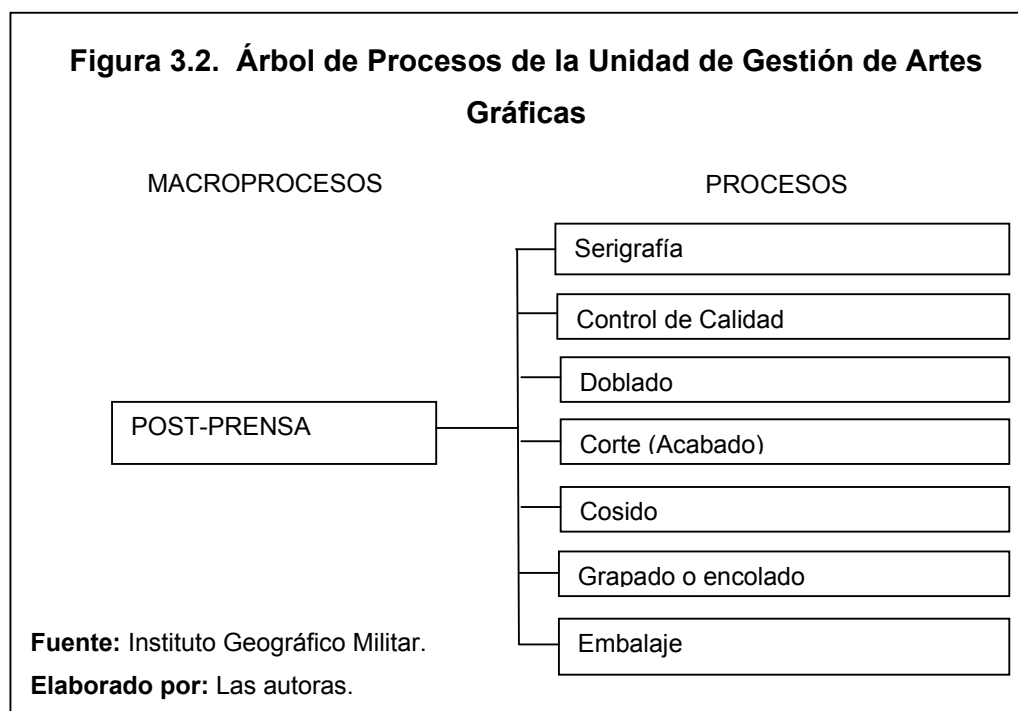 Figura 3.2. Árbol de Procesos de la Unidad de Gestión de Artes
Gráficas
MACROPROCESOS
PROCESOS
Serigrafía
Control de Calidad
Doblado
POST-PRENSA
Corte (Acabado)
Cosido
Grapado o encolado
Embalaje
Fuente: Instituto Geográfico Militar.
Elaborado por: Las autoras.